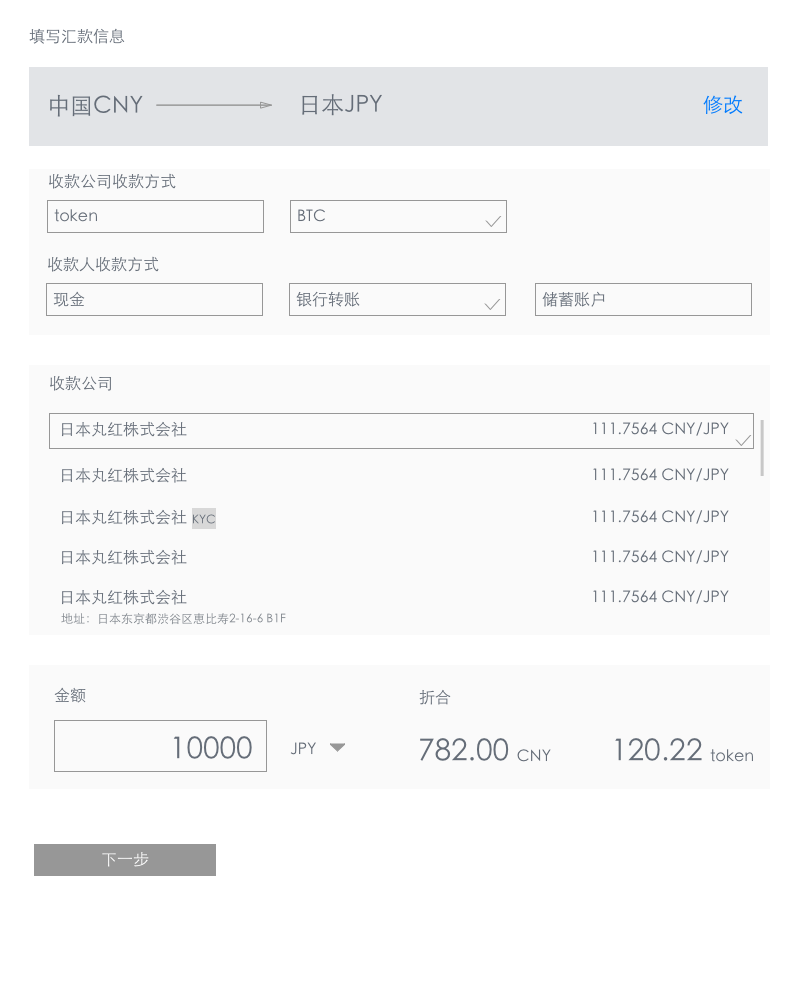 填写汇款信息
中国CNY 日本JPY 修改
收款公司收款方式
token BTC
收款人收款方式
现金 银行转账 储蓄账户
收款公司
日本丸红株式会社 111.7564 CNY/JPY
日本丸红株式会社 111.7564 CNY/JPY
日本丸红株式会社 KYC 111.7564 CNY/JPY
日本丸红株式会社 111.7564 CNY/JPY
日本丸红株式会社 111.7564 CNY/JPY
地址：日本东京都渋谷区恵比寿2-16-6 B1F
金额 折合
10000 JPY 782.00 CNY 120.22 token
下一步